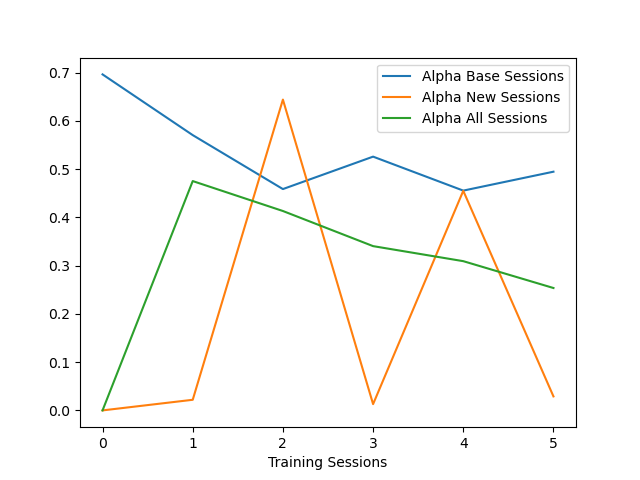 Alpha Base Sessions
Alpha New Sessions
Alpha All Sessions
0.7
0.6
0.5
0.4
0.3
0.2
0.1
0.0
0 1 2 3 4 5
Training Sessions